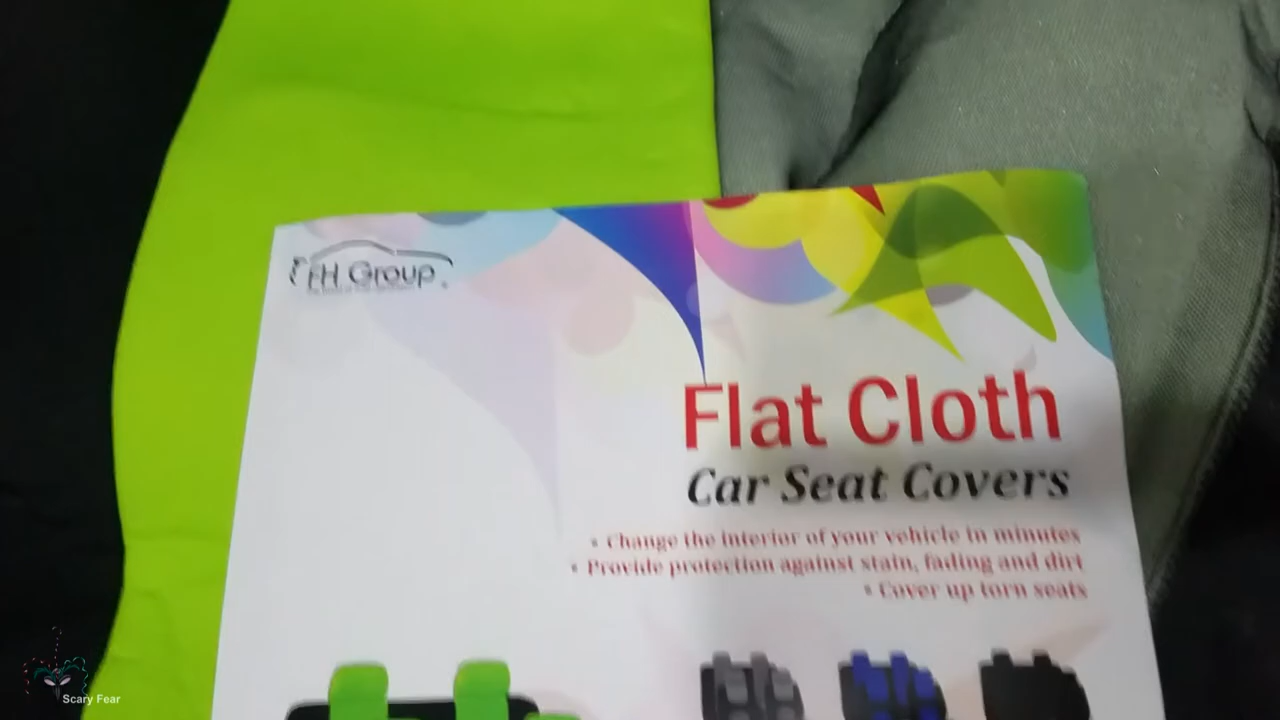 FH Group
Flat Cloth
Car Seat Covers
• Change the interior of your vehicle in minutes
• Provide protection against stain, fading and dirt
• Cover up torn seats
Scary Fear